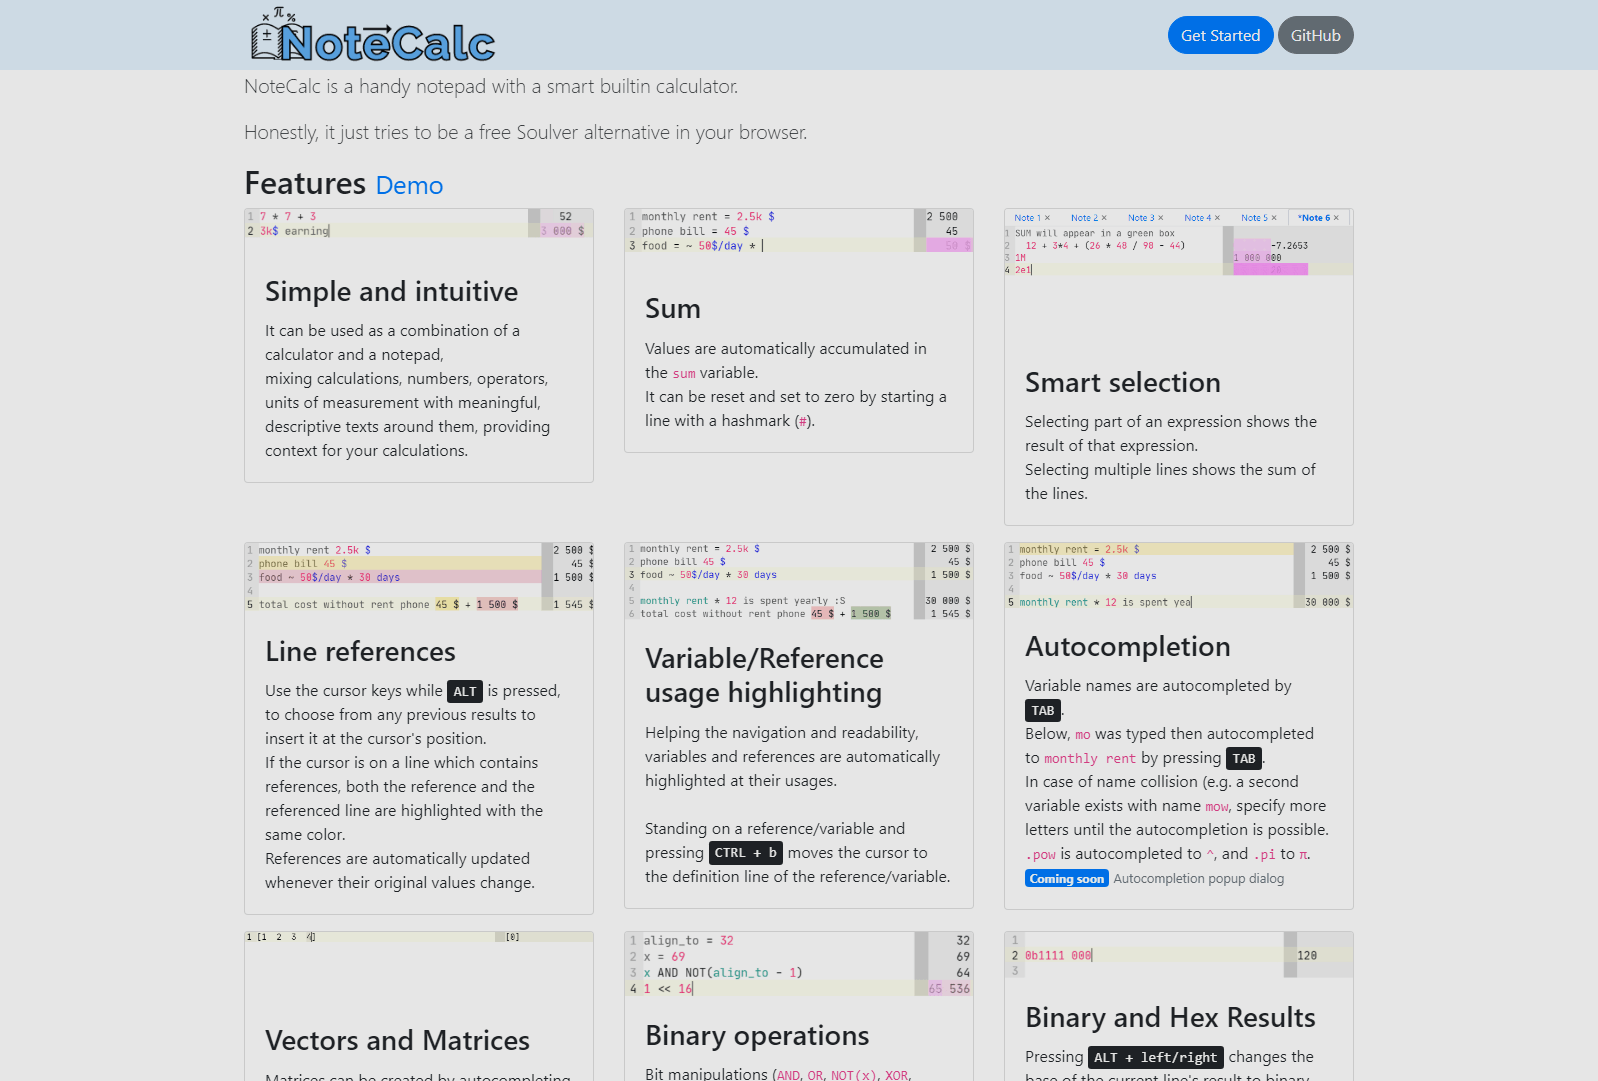 NoteCalc
Get Started
GitHub
NoteCalc is a handy notepad with a smart builtin calculator.
Honestly, it just tries to be a free Soulver alternative in your browser.
Features Demo
1 7 * 7 + 3 52
2 3k$ earning 3 000 $
Simple and intuitive
It can be used as a combination of a
calculator and a notepad,
mixing calculations, numbers, operators,
units of measurement with meaningful,
descriptive texts around them, providing
context for your calculations.
1 monthly rent = 2.5k $ 2 500
2 phone bill = 45 $ 45
3 food = ~ 50$/day * 50 $
Sum
Values are automatically accumulated in
the sum variable.
It can be reset and set to zero by starting a
line with a hashmark (#).
Note 1 × Note 2 × Note 3 × Note 4 × Note 5 × *Note 6 ×
1 SUM will appear in a green box
2 12 + 3*4 + (26 * 48 / 98 - 44) -7.2653
3 1M 1 000 000
4 2e1
Smart selection
Selecting part of an expression shows the
result of that expression.
Selecting multiple lines shows the sum of
the lines.
1 monthly rent 2.5k $ 2 500 $
2 phone bill 45 $ 45 $
3 food ~ 50$/day * 30 days 1 500 $
4
5 total cost without rent phone 45 $ + 1 500 $ 1 545 $
Line references
Use the cursor keys while ALT is pressed,
to choose from any previous results to
insert it at the cursor's position.
If the cursor is on a line which contains
references, both the reference and the
referenced line are highlighted with the
same color.
References are automatically updated
whenever their original values change.
1 monthly rent = 2.5k $ 2 500 $
2 phone bill 45 $ 45 $
3 food ~ 50$/day * 30 days 1 500 $
4
5 monthly rent * 12 is spent yearly :S 30 000 $
6 total cost without rent phone 45 $ + 1 500 $ 1 545 $
Variable/Reference
usage highlighting
Helping the navigation and readability,
variables and references are automatically
highlighted at their usages.
Standing on a reference/variable and
pressing CTRL + b moves the cursor to
the definition line of the reference/variable.
1 monthly rent = 2.5k $ 2 500 $
2 phone bill 45 $ 45 $
3 food ~ 50$/day * 30 days 1 500 $
4
5 monthly rent * 12 is spent yea 30 000 $
Autocompletion
Variable names are autocompleted by
TAB.
Below, mo was typed then autocompleted
to monthly rent by pressing TAB.
In case of name collision (e.g. a second
variable exists with name mow, specify more
letters until the autocompletion is possible.
.pow is autocompleted to ^, and .pi to π.
Coming soon Autocompletion popup dialog
1 [1 2 3 4] [0]
Vectors and Matrices
Matrices can be created by autocompleting
1 align_to = 32 32
2 x = 69 69
3 x AND NOT(align_to - 1) 64
4 1 << 16 65 536
Binary operations
Bit manipulations (AND, OR, NOT(x), XOR,
1
2 0b1111 000 120
3
Binary and Hex Results
Pressing ALT + left/right changes the
base of the current line's result to binary